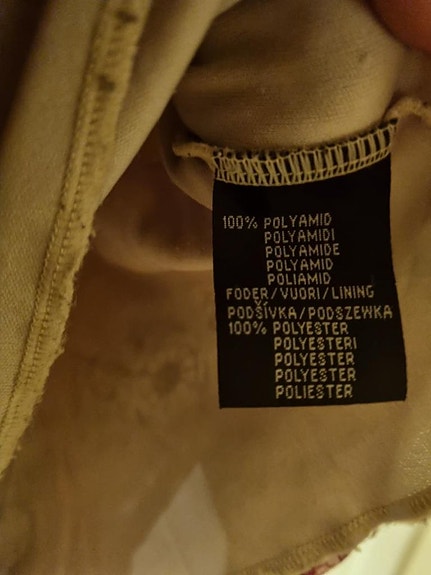 100% POLYAMID
POLYAMIDI
POLYAMIDE
POLYAMID
POLIAMID
FODER/VUORI/LINING
PODŠÍVKA/PODSZEWKA
100% POLYESTER
POLYESTERI
POLYESTER
POLYESTER
POLIESTER